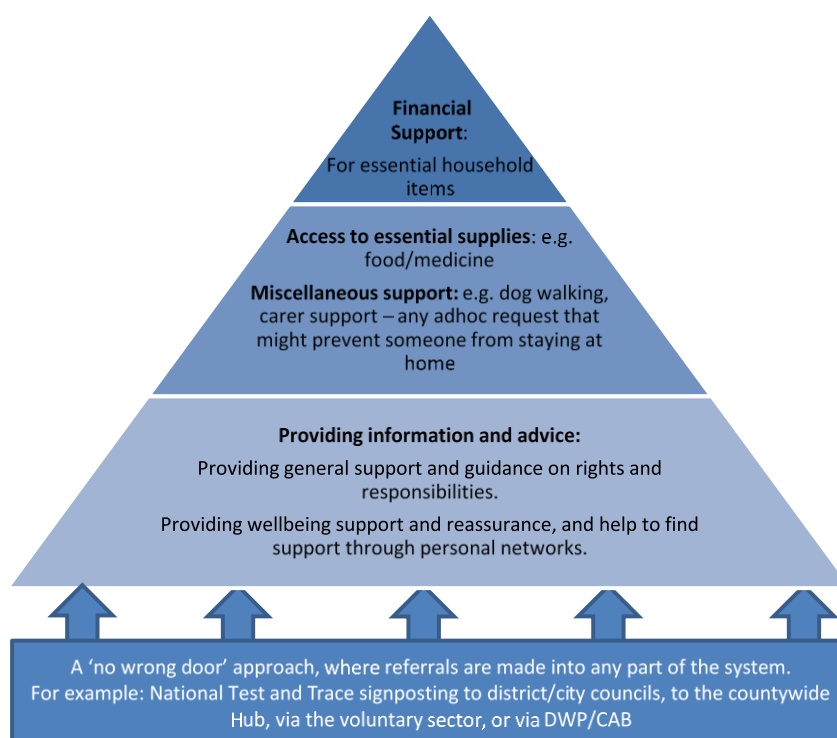 Financial
Support:
For essential household
items
Access to essential supplies: e.g.
food/medicine
Miscellaneous support: e.g. dog walking,
carer support – any adhoc request that
might prevent someone from staying at
home
Providing information and advice:
Providing general support and guidance on rights and
responsibilities.
Providing wellbeing support and reassurance, and help to find
support through personal networks.
A ‘no wrong door’ approach, where referrals are made into any part of the system.
For example: National Test and Trace signposting to district/city councils, to the countywide
Hub, via the voluntary sector, or via DWP/CAB